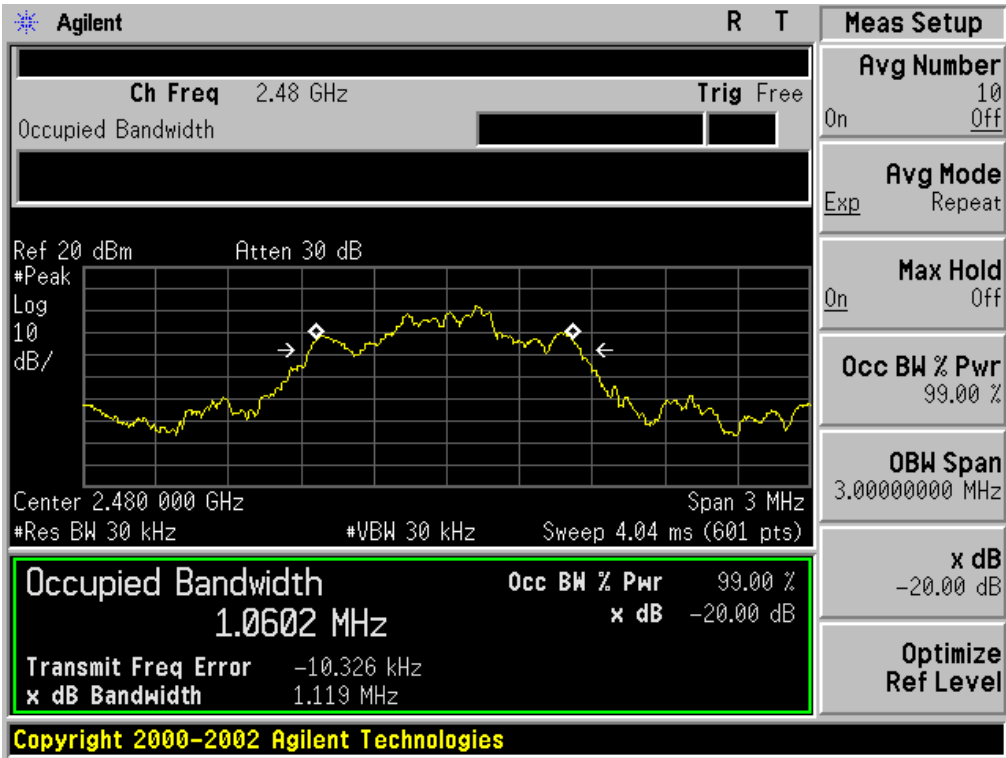 Agilent R T
Ch Freq 2.48 GHz Trig Free
Occupied Bandwidth
Ref 20 dBm Atten 30 dB
#Peak
Log
10
dB/
Center 2.480 000 GHz Span 3 MHz
#Res BW 30 kHz #VBW 30 kHz Sweep 4.04 ms (601 pts)
Occupied Bandwidth Occ BW % Pwr 99.00 %
1.0602 MHz x dB -20.00 dB
Transmit Freq Error -10.326 kHz
x dB Bandwidth 1.119 MHz
Copyright 2000-2002 Agilent Technologies
Meas Setup
Avg Number
10
On Off
Avg Mode
Exp Repeat
Max Hold
On Off
Occ BW % Pwr
99.00 %
OBW Span
3.00000000 MHz
x dB
-20.00 dB
Optimize
Ref Level